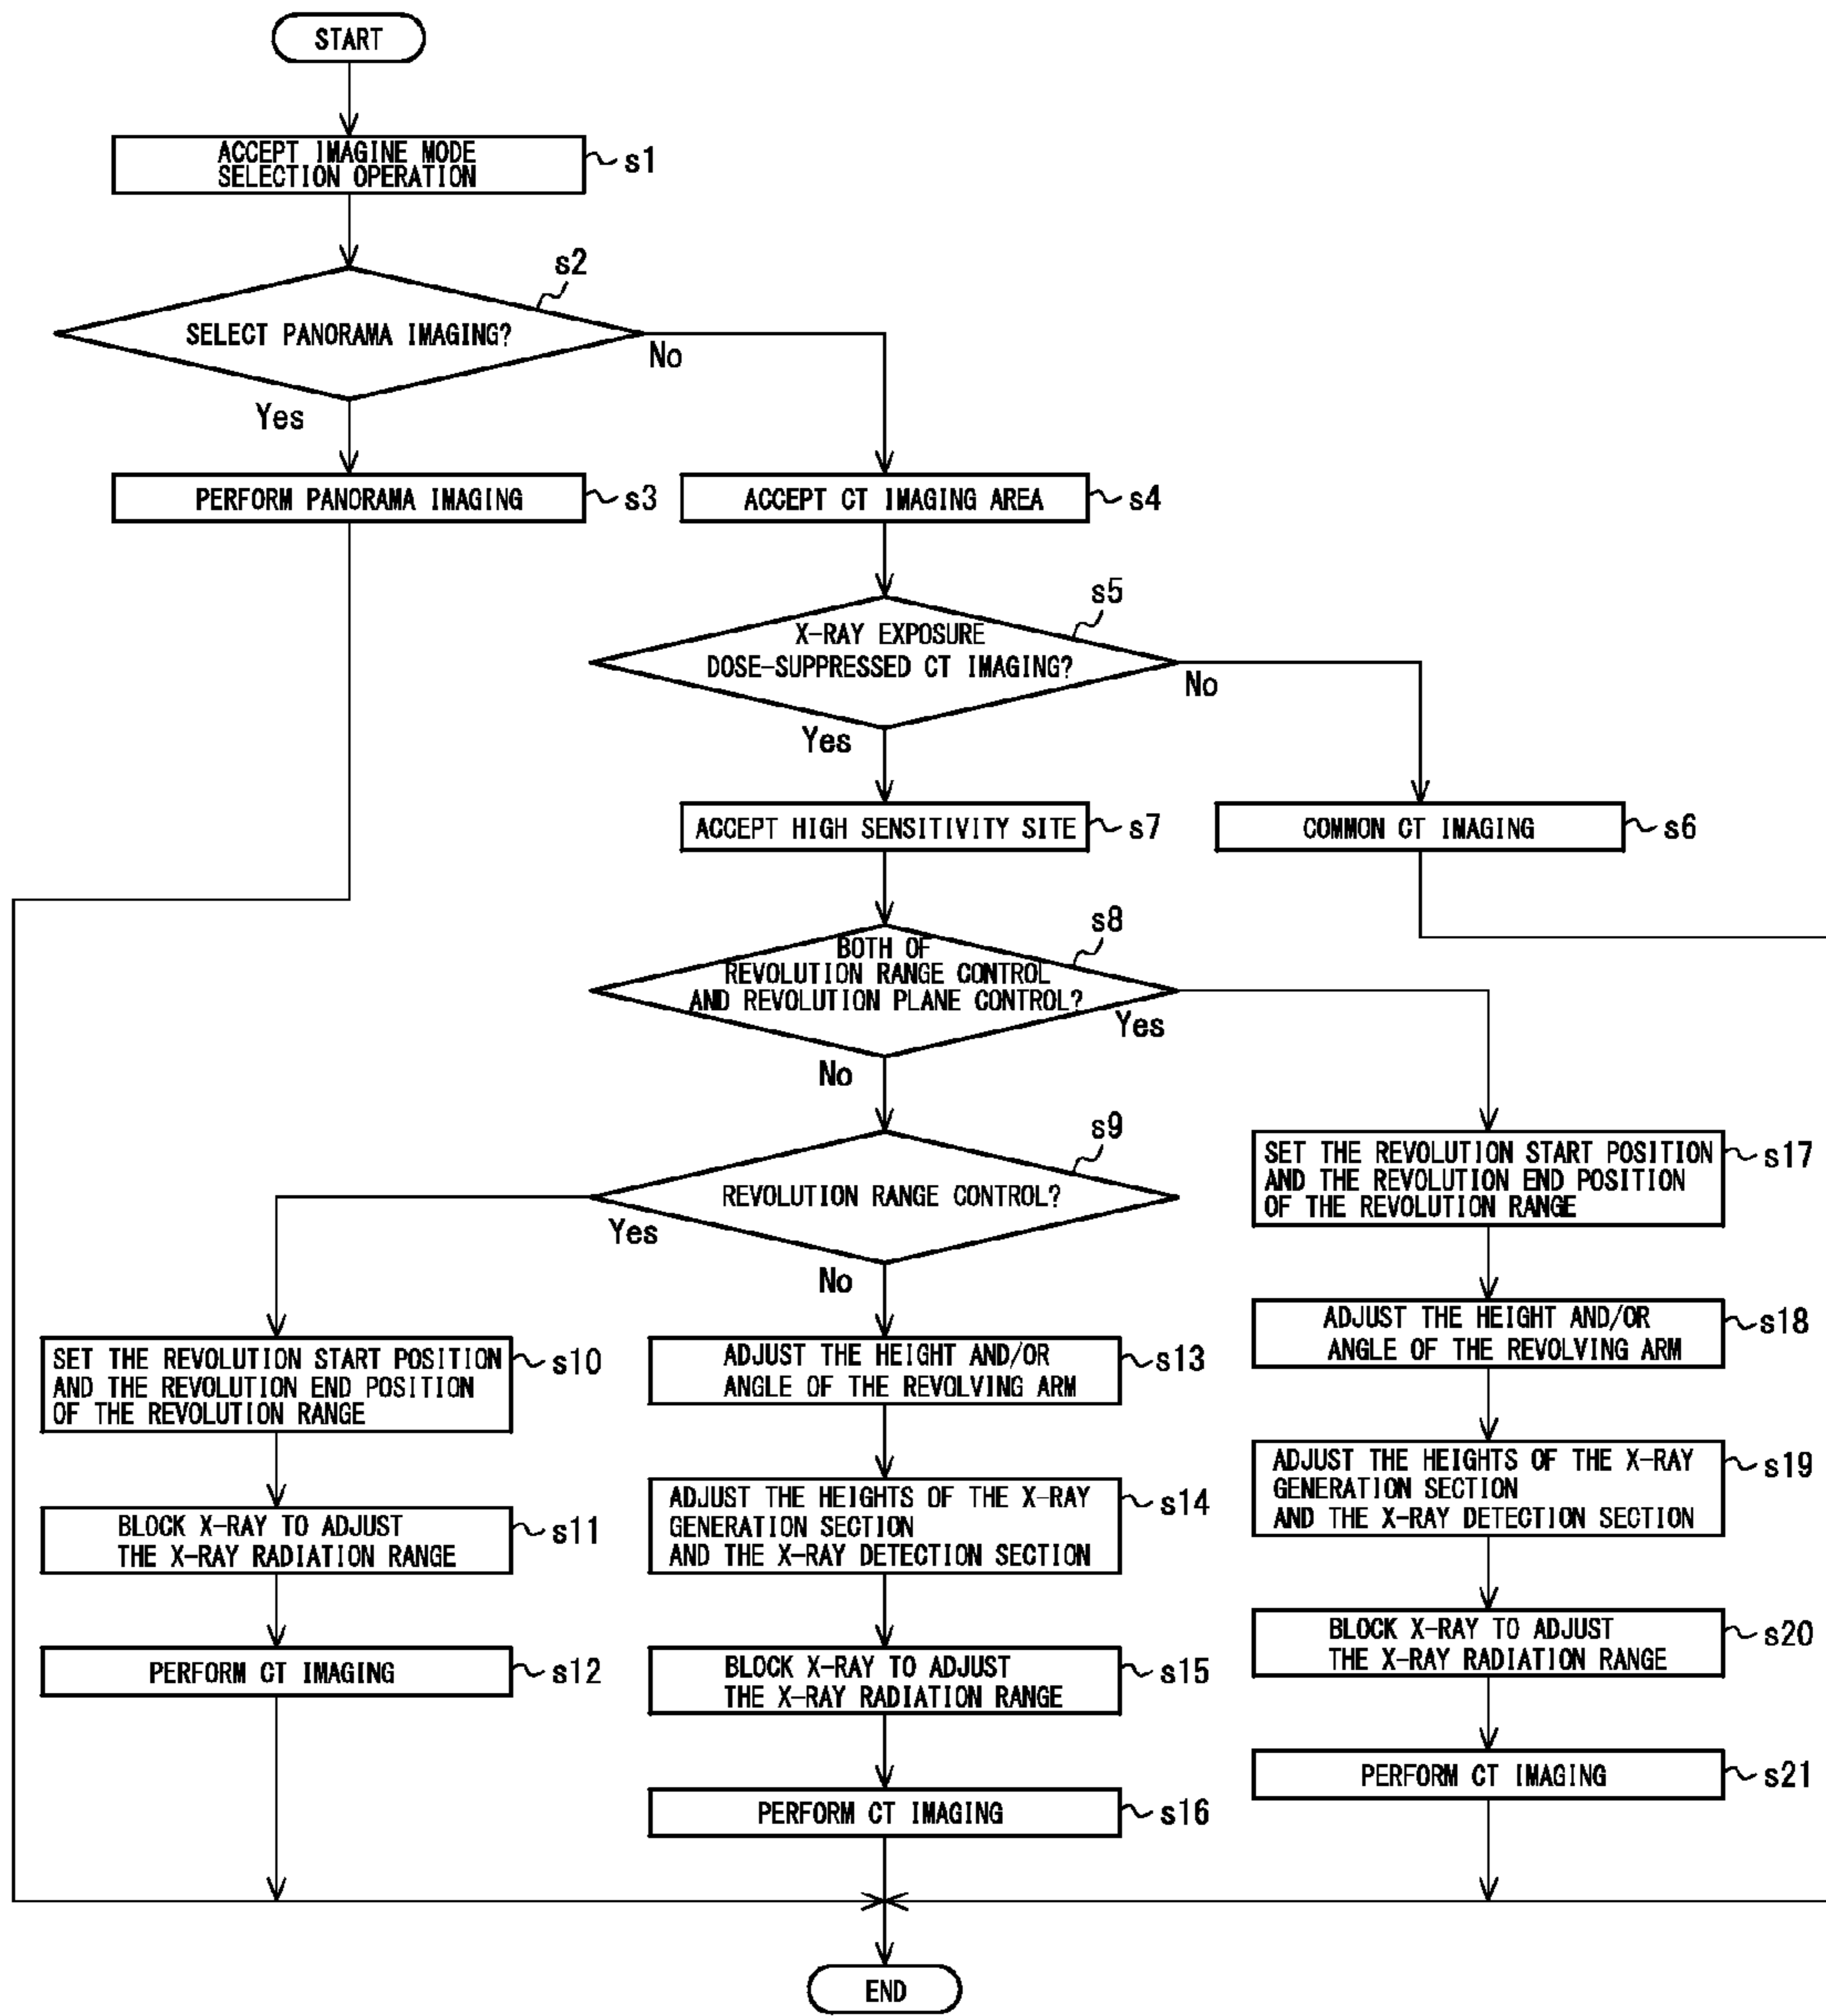 START
ACCEPT IMAGINE MODE
SELECTION OPERATION
s1
s2
SELECT PANORAMA IMAGING?
No
Yes
PERFORM PANORAMA IMAGING
s3
ACCEPT CT IMAGING AREA
s4
s5
X-RAY EXPOSURE
DOSE-SUPPRESSED CT IMAGING?
No
Yes
ACCEPT HIGH SENSITIVITY SITE
s7
COMMON CT IMAGING
s6
s8
BOTH OF
REVOLUTION RANGE CONTROL
AND REVOLUTION PLANE CONTROL?
Yes
No
s9
REVOLUTION RANGE CONTROL?
Yes
No
SET THE REVOLUTION START POSITION
AND THE REVOLUTION END POSITION
OF THE REVOLUTION RANGE
s10
BLOCK X-RAY TO ADJUST
THE X-RAY RADIATION RANGE
s11
PERFORM CT IMAGING
s12
ADJUST THE HEIGHT AND/OR
ANGLE OF THE REVOLVING ARM
s13
ADJUST THE HEIGHTS OF THE X-RAY
GENERATION SECTION
AND THE X-RAY DETECTION SECTION
s14
BLOCK X-RAY TO ADJUST
THE X-RAY RADIATION RANGE
s15
PERFORM CT IMAGING
s16
SET THE REVOLUTION START POSITION
AND THE REVOLUTION END POSITION
OF THE REVOLUTION RANGE
s17
ADJUST THE HEIGHT AND/OR
ANGLE OF THE REVOLVING ARM
s18
ADJUST THE HEIGHTS OF THE X-RAY
GENERATION SECTION
AND THE X-RAY DETECTION SECTION
s19
BLOCK X-RAY TO ADJUST
THE X-RAY RADIATION RANGE
s20
PERFORM CT IMAGING
s21
END